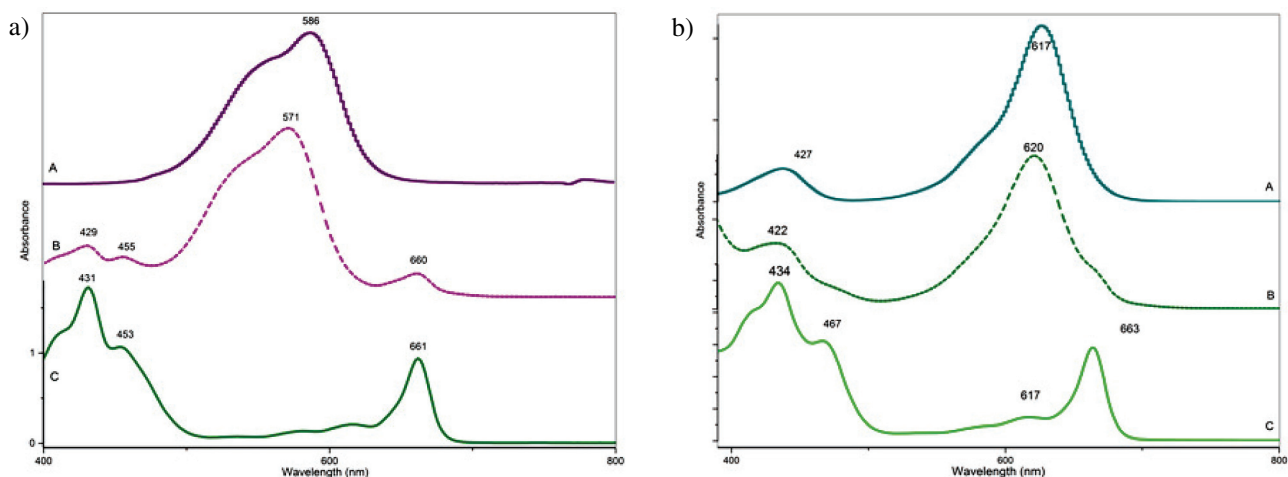 a)
586
A
571
Absorbance
B
429
455
660
431
453
661
1
C
0
400
600
800
Wavelength (nm)
b)
617
427
A
620
Absorbance
422
B
434
467
663
617
C
400
600
800
Wavelength (nm)